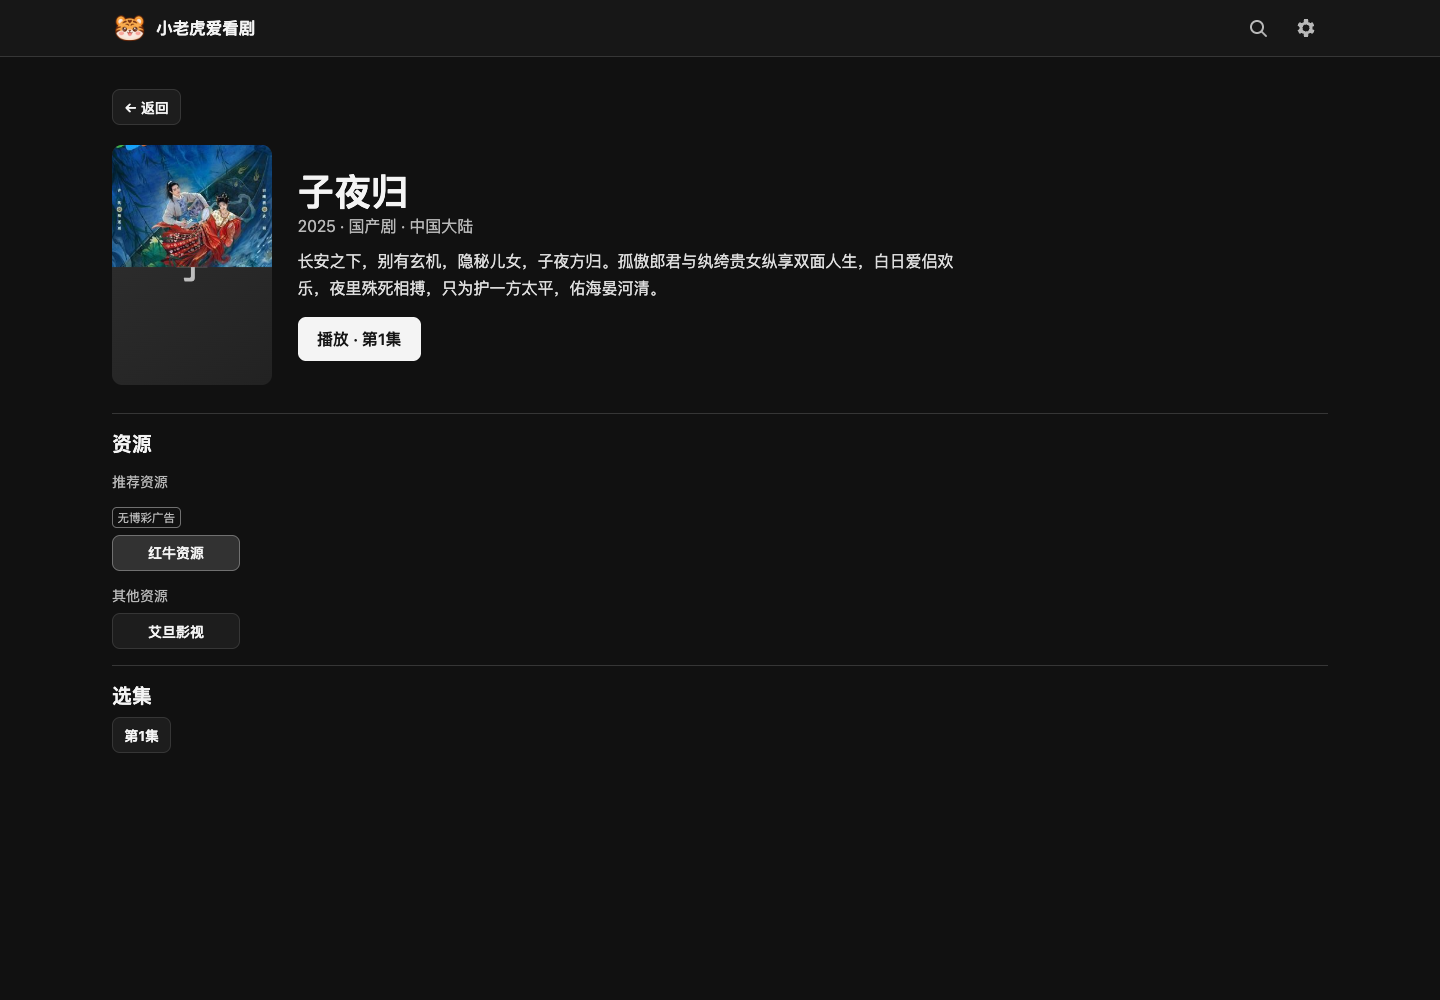 小老虎爱看剧
← 返回
子夜归
2025 · 国产剧 · 中国大陆
长安之下，别有玄机，隐秘儿女，子夜方归。孤傲郎君与纨绔贵女纵享双面人生，白日爱侣欢
乐，夜里殊死相搏，只为护一方太平，佑海晏河清。
播放 · 第1集
资源
推荐资源
无博彩广告
红牛资源
其他资源
艾旦影视
选集
第1集